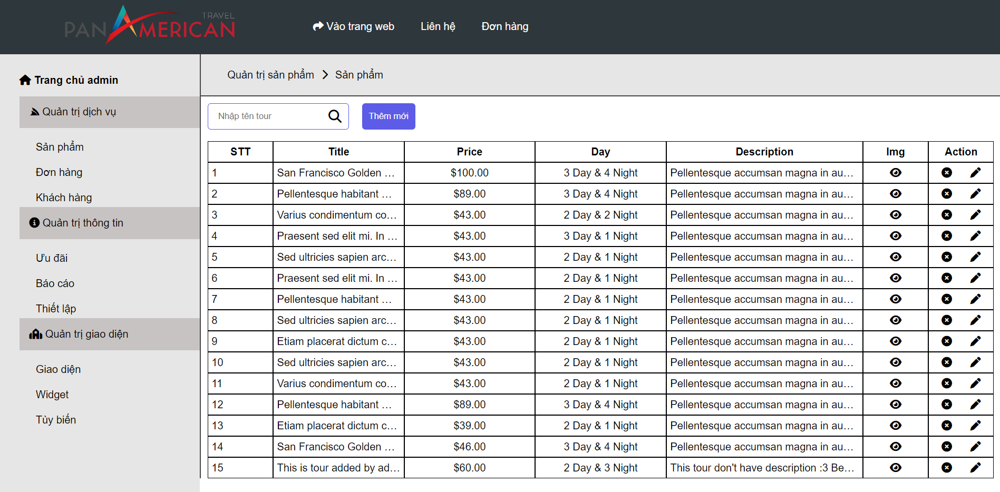 TRAVEL
PAN AMERICAN
Vào trang web Liên hệ Đơn hàng
Trang chủ admin
Quản trị dịch vụ
Sản phẩm
Đơn hàng
Khách hàng
Quản trị thông tin
Ưu đãi
Báo cáo
Thiết lập
Quản trị giao diện
Giao diện
Widget
Tùy biến
Quản trị sản phẩm Sản phẩm
Nhập tên tour Thêm mới
STT Title Price Day Description Img Action
1 San Francisco Golden ... $100.00 3 Day & 4 Night Pellentesque accumsan magna in au...
2 Pellentesque habitant ... $89.00 3 Day & 4 Night Pellentesque accumsan magna in au...
3 Varius condimentum co... $43.00 2 Day & 2 Night Pellentesque accumsan magna in au...
4 Praesent sed elit mi. In ... $43.00 3 Day & 1 Night Pellentesque accumsan magna in au...
5 Sed ultricies sapien arc... $43.00 2 Day & 1 Night Pellentesque accumsan magna in au...
6 Praesent sed elit mi. In ... $43.00 2 Day & 1 Night Pellentesque accumsan magna in au...
7 Pellentesque habitant ... $43.00 2 Day & 1 Night Pellentesque accumsan magna in au...
8 Sed ultricies sapien arc... $43.00 2 Day & 1 Night Pellentesque accumsan magna in au...
9 Etiam placerat dictum c... $43.00 2 Day & 1 Night Pellentesque accumsan magna in au...
10 Sed ultricies sapien arc... $43.00 2 Day & 1 Night Pellentesque accumsan magna in au...
11 Varius condimentum co... $43.00 2 Day & 1 Night Pellentesque accumsan magna in au...
12 Pellentesque habitant ... $89.00 3 Day & 4 Night Pellentesque accumsan magna in au...
13 Etiam placerat dictum c... $39.00 2 Day & 1 Night Pellentesque accumsan magna in au...
14 San Francisco Golden ... $46.00 3 Day & 4 Night Pellentesque accumsan magna in au...
15 This is tour added by ad... $60.00 2 Day & 3 Night This tour don't have description :3 Be...